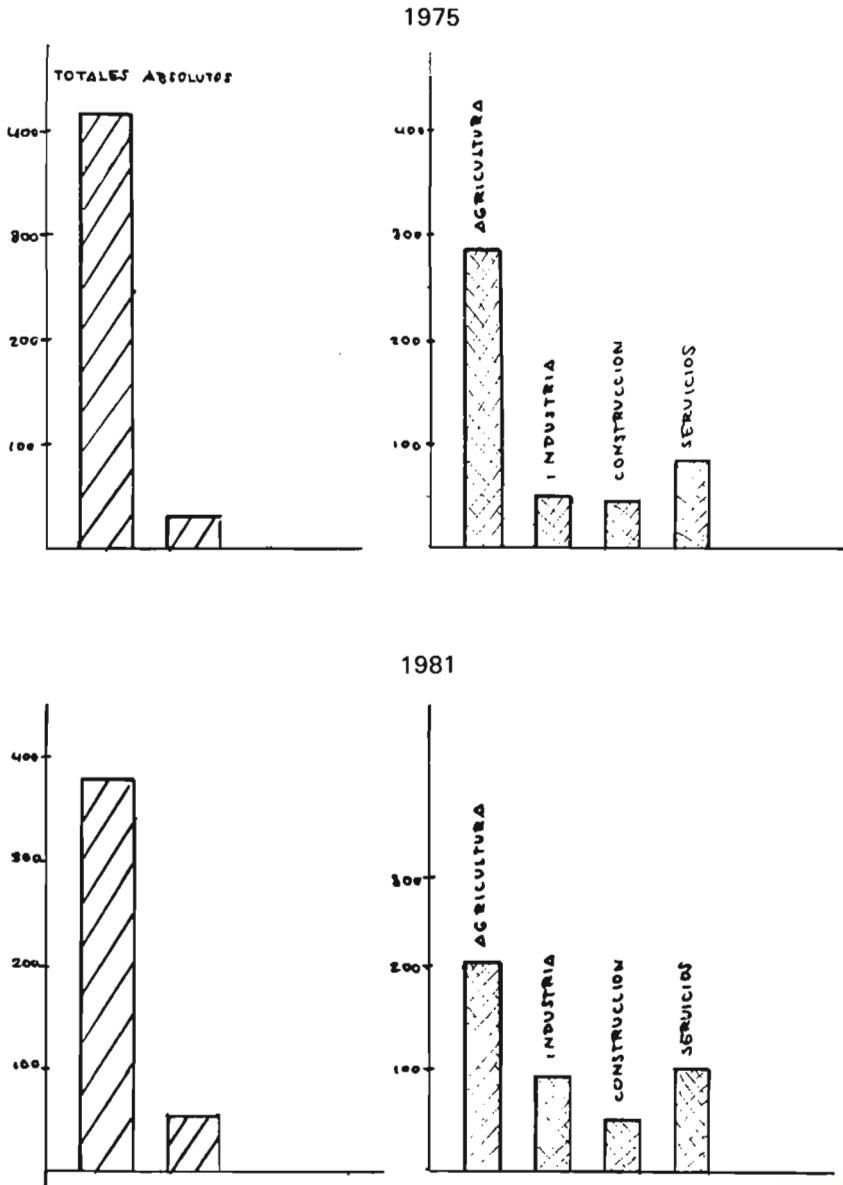 1975
TOTALES ABSOLUTOS
400
300
200
100
400
300
200
100
AGRICULTURA
INDUSTRIA
CONSTRUCCION
SERVICIOS
1981
400
300
200
100
300
200
100
AGRICULTURA
INDUSTRIA
CONSTRUCCION
SERVICIOS